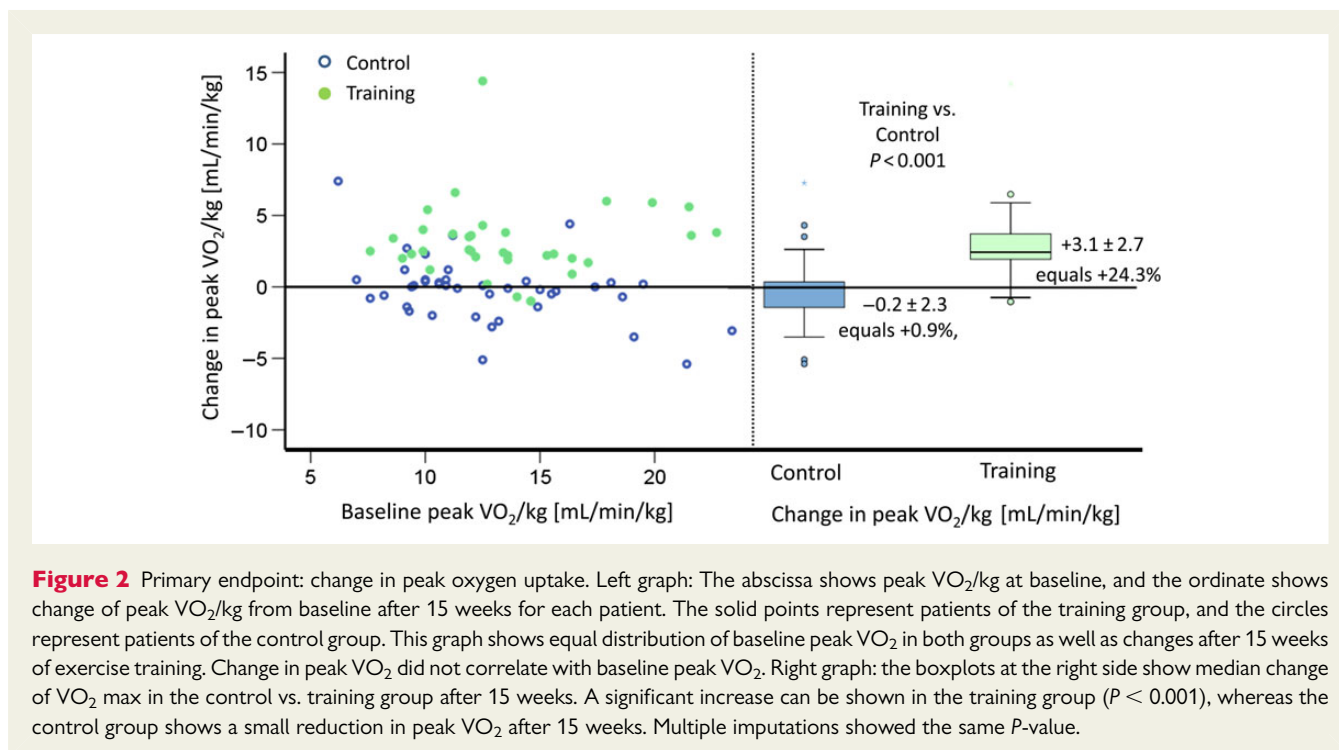 Control
Training
15
10
5
0
−5
−10
Change in peak VO2/kg [mL/min/kg]
5 10 15 20
Baseline peak VO2/kg [mL/min/kg]
Training vs.
Control
P<0.001
+3.1 ± 2.7
equals +24.3%
−0.2 ± 2.3
equals +0.9%,
Control Training
Change in peak VO2/kg [mL/min/kg]
Figure 2 Primary endpoint: change in peak oxygen uptake. Left graph: The abscissa shows peak VO2/kg at baseline, and the ordinate shows
change of peak VO2/kg from baseline after 15 weeks for each patient. The solid points represent patients of the training group, and the circles
represent patients of the control group. This graph shows equal distribution of baseline peak VO2 in both groups as well as changes after 15 weeks
of exercise training. Change in peak VO2 did not correlate with baseline peak VO2. Right graph: the boxplots at the right side show median change
of VO2 max in the control vs. training group after 15 weeks. A significant increase can be shown in the training group (P < 0.001), whereas the
control group shows a small reduction in peak VO2 after 15 weeks. Multiple imputations showed the same P-value.